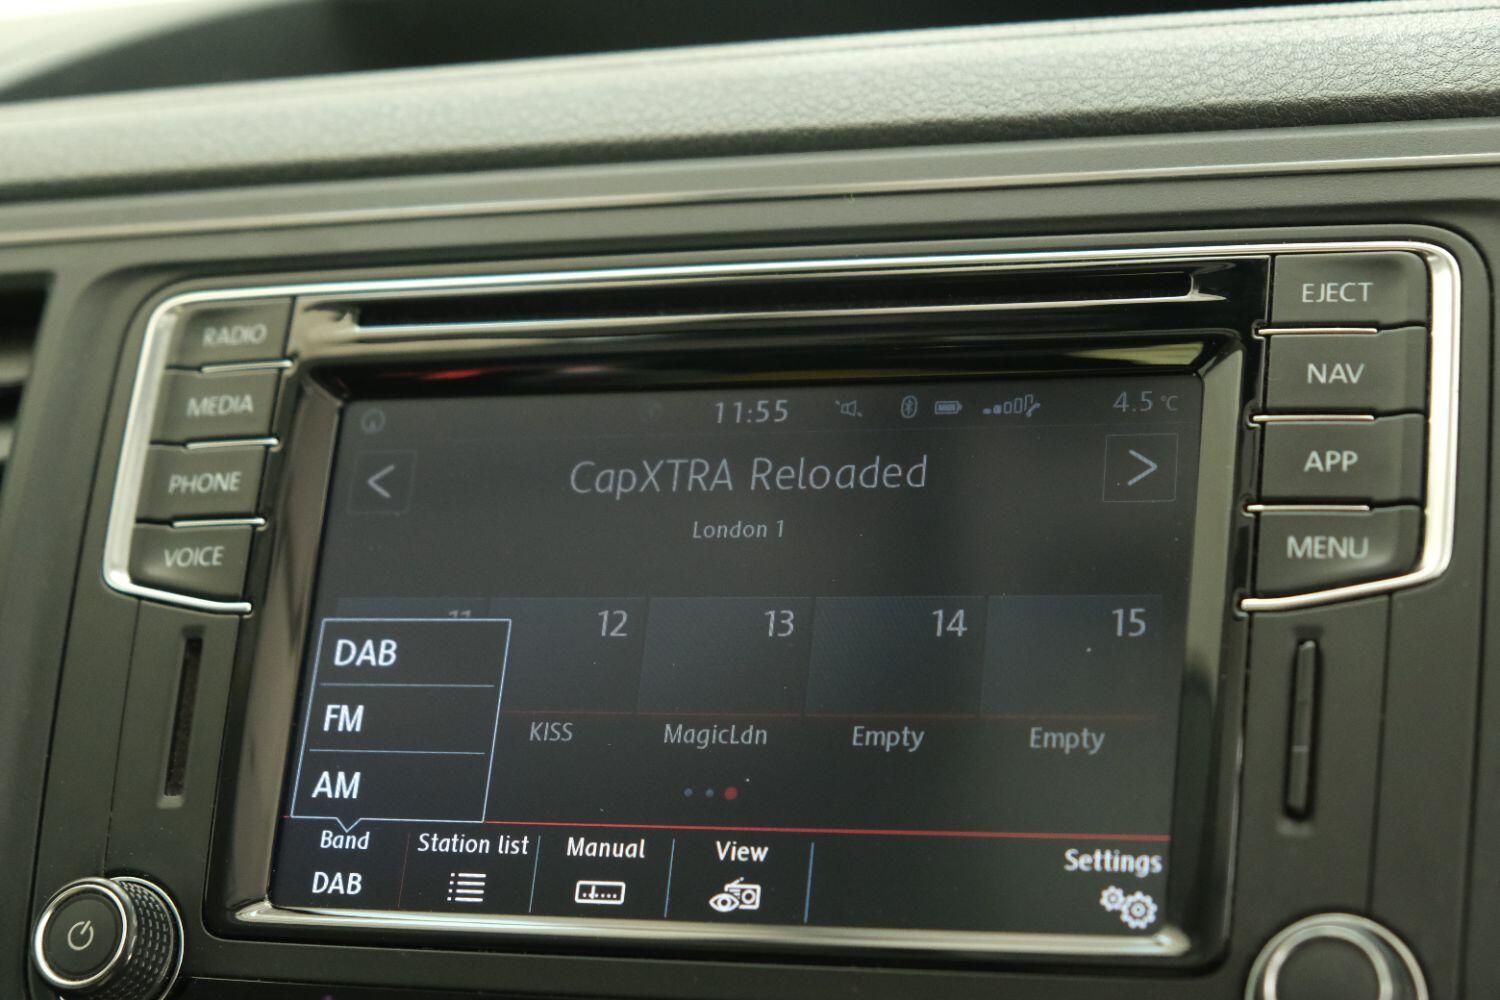 RADIO
MEDIA
PHONE
VOICE
EJECT
NAV
APP
MENU
11:55
4.5 °C
< CapXTRA Reloaded >
London 1
11 12 13 14 15
KISS MagicLdn Empty Empty
DAB
FM
AM
Band Station list Manual View Settings
DAB